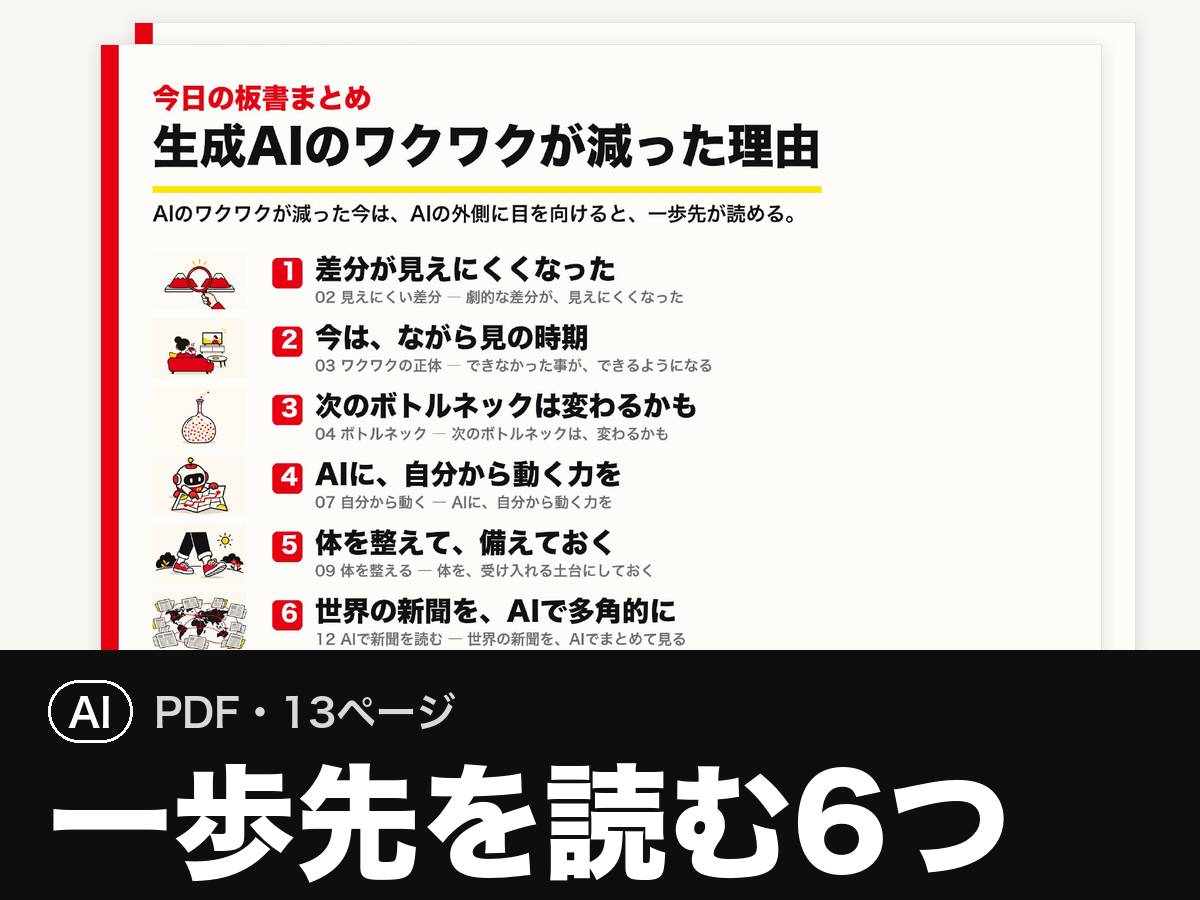 今日の板書まとめ
生成AIのワクワクが減った理由
AIのワクワクが減った今は、AIの外側に目を向けると、一歩先が読める。
1 差分が見えにくくなった
02 見えにくい差分 — 劇的な差分が、見えにくくなった
2 今は、ながら見の時期
03 ワクワクの正体 — できなかった事が、できるようになる
3 次のボトルネックは変わるかも
04 ボトルネック — 次のボトルネックは、変わるかも
4 AIに、自分から動く力を
07 自分から動く — AIに、自分から動く力を
5 体を整えて、備えておく
09 体を整える — 体を、受け入れる土台にしておく
6 世界の新聞を、AIで多角的に
12 AIで新聞を読む — 世界の新聞を、AIでまとめて見る
AI PDF・13ページ
一歩先を読む6つ